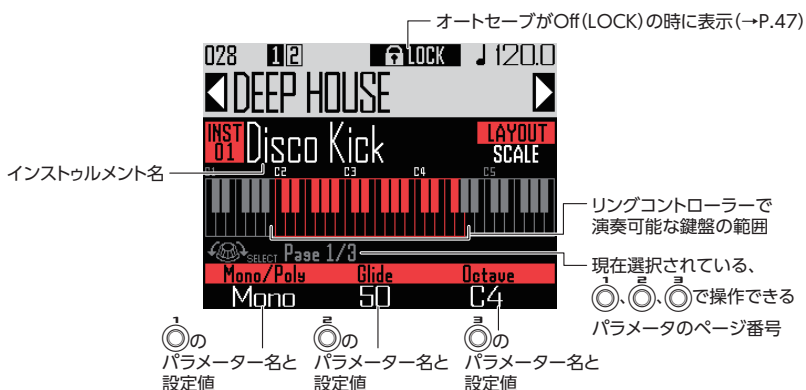 オートセーブがOff(LOCK)の時に表示(→P.47)
028 1 2 LOCK ♩120.0
DEEP HOUSE
INST 01 Disco Kick LAYOUT SCALE
インストゥルメント名
C1 C2 C3 C4 C5
リングコントローラーで
演奏可能な鍵盤の範囲
SELECT Page 1/3
現在選択されている、
1、2、3で操作できる
パラメータのページ番号
Mono/Poly Glide Octave
Mono 50 C4
1の
パラメーター名と
設定値
2の
パラメーター名と
設定値
3の
パラメーター名と
設定値